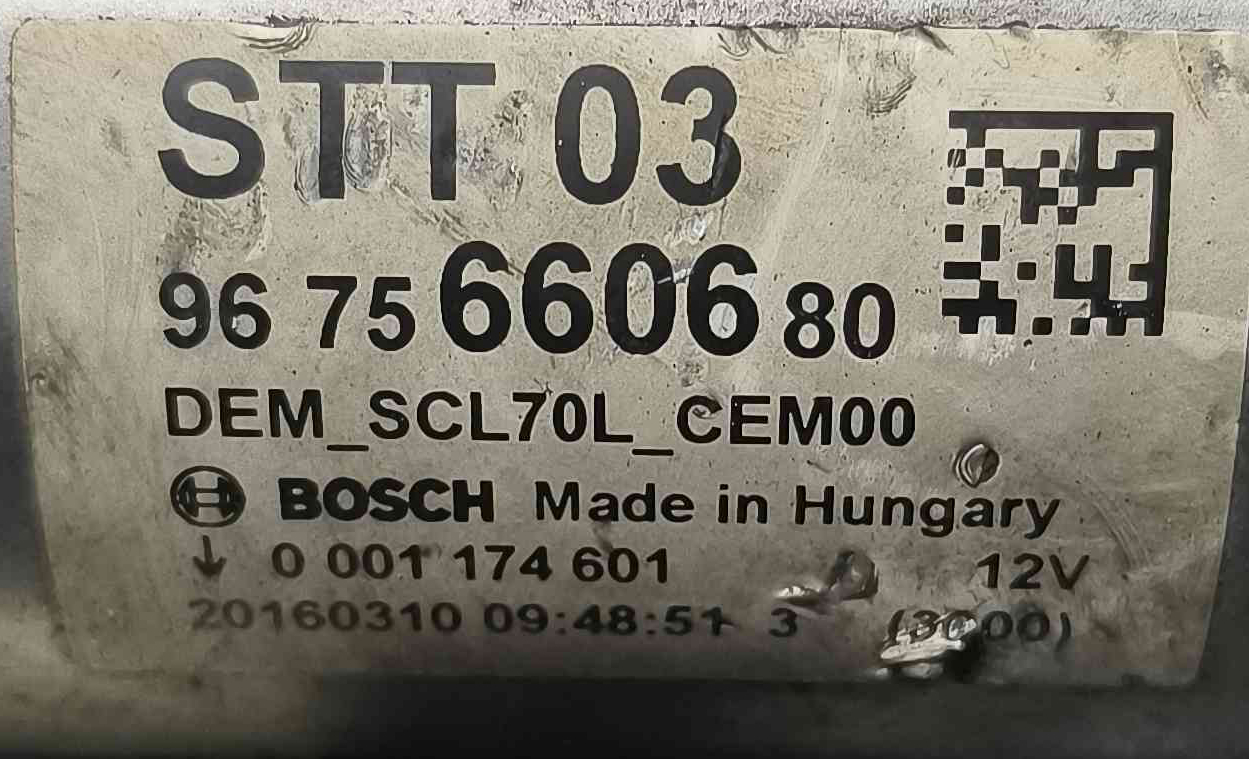 STT 03
96 75 6606 80
DEM_SCL70L_CEM00
BOSCH Made in Hungary
↓ 0 001 174 601 12V
20160310 09:48:51 3 (3000)